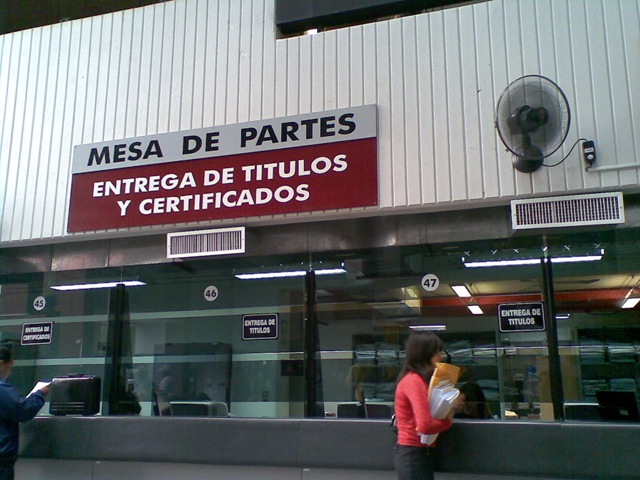 MESA DE PARTES
ENTREGA DE TITULOS
Y CERTIFICADOS
45
46
47
ENTREGA DE
CERTIFICADOS
ENTREGA DE
TITULOS
ENTREGA DE
TITULOS